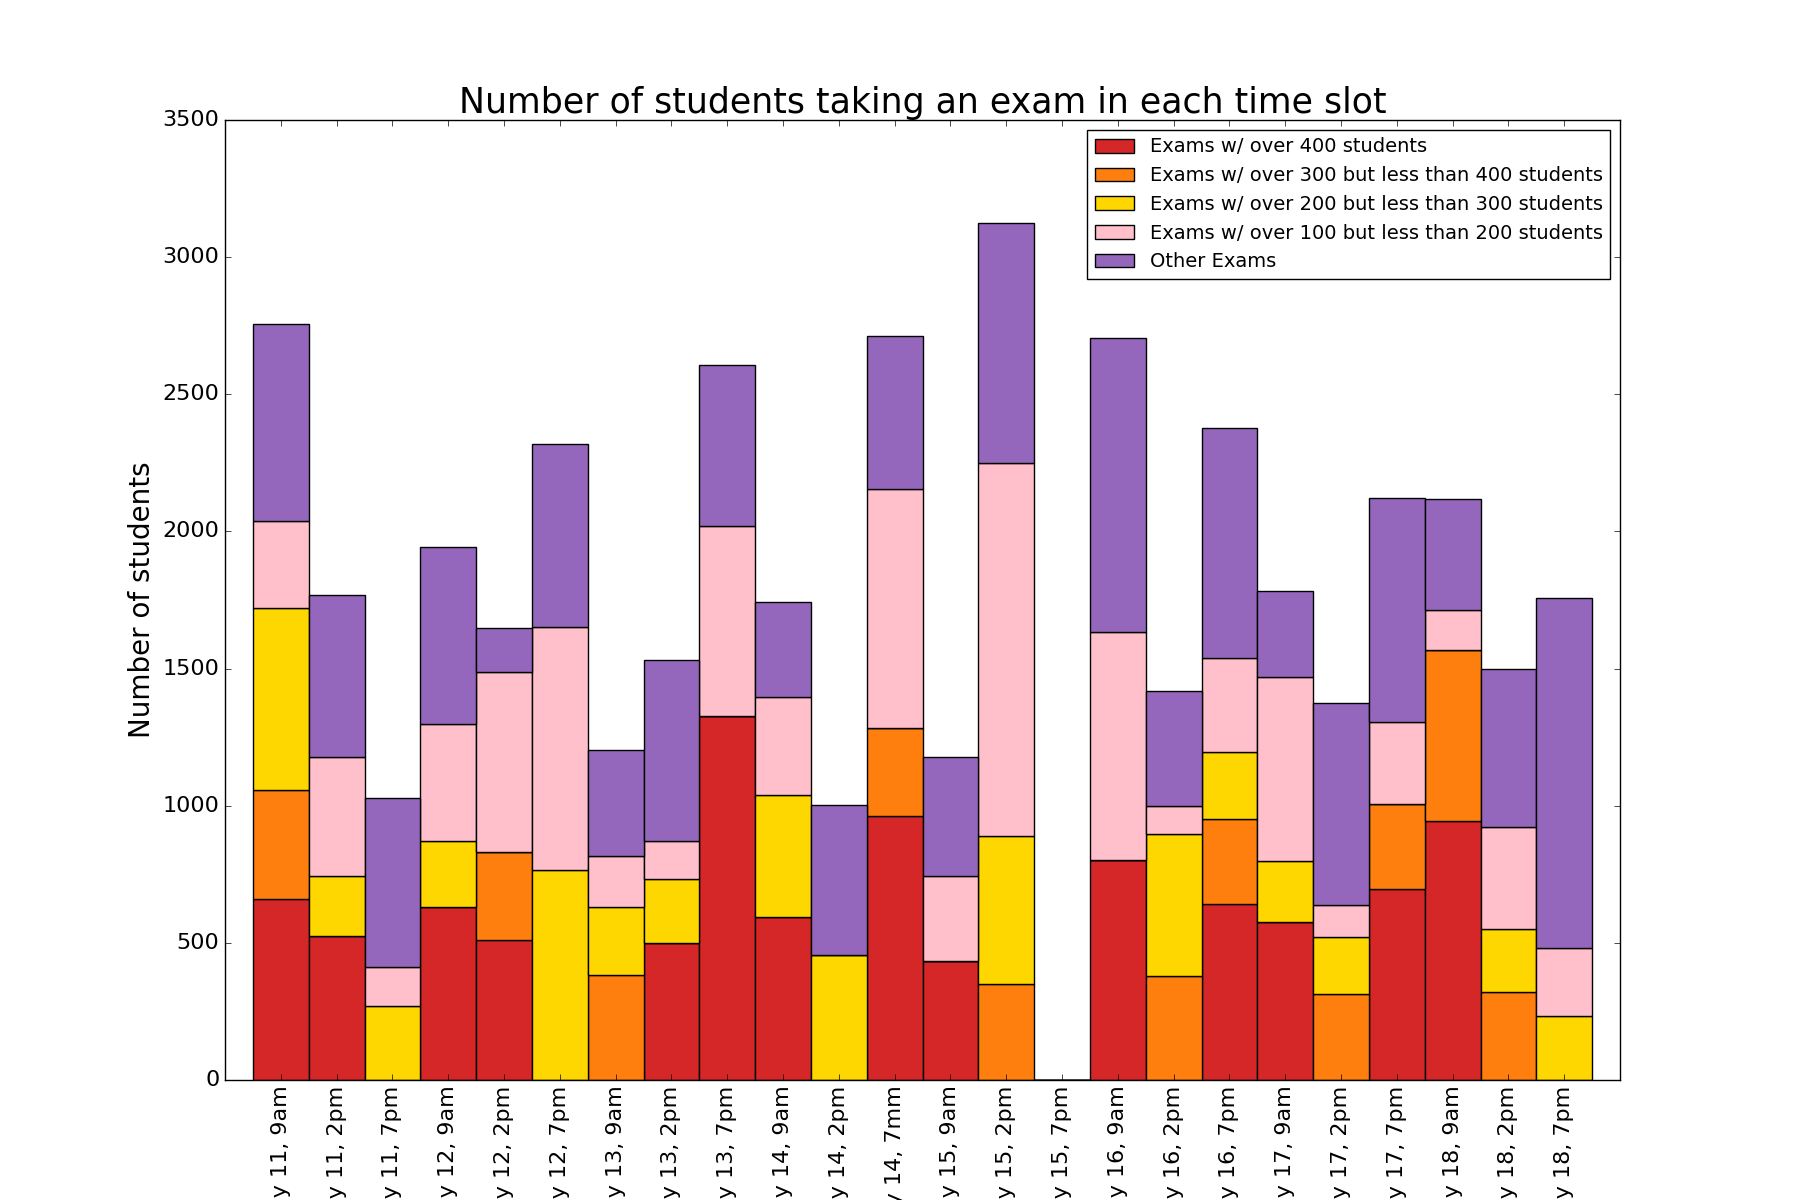 Number of students taking an exam in each time slot
3500
3000
2500
2000
1500
1000
500
0
Number of students
Exams w/ over 400 students
Exams w/ over 300 but less than 400 students
Exams w/ over 200 but less than 300 students
Exams w/ over 100 but less than 200 students
Other Exams
y 11, 9am
y 11, 2pm
y 11, 7pm
y 12, 9am
y 12, 2pm
y 12, 7pm
y 13, 9am
y 13, 2pm
y 13, 7pm
y 14, 9am
y 14, 2pm
y 14, 7mm
y 15, 9am
y 15, 2pm
y 15, 7pm
y 16, 9am
y 16, 2pm
y 16, 7pm
y 17, 9am
y 17, 2pm
y 17, 7pm
y 18, 9am
y 18, 2pm
y 18, 7pm